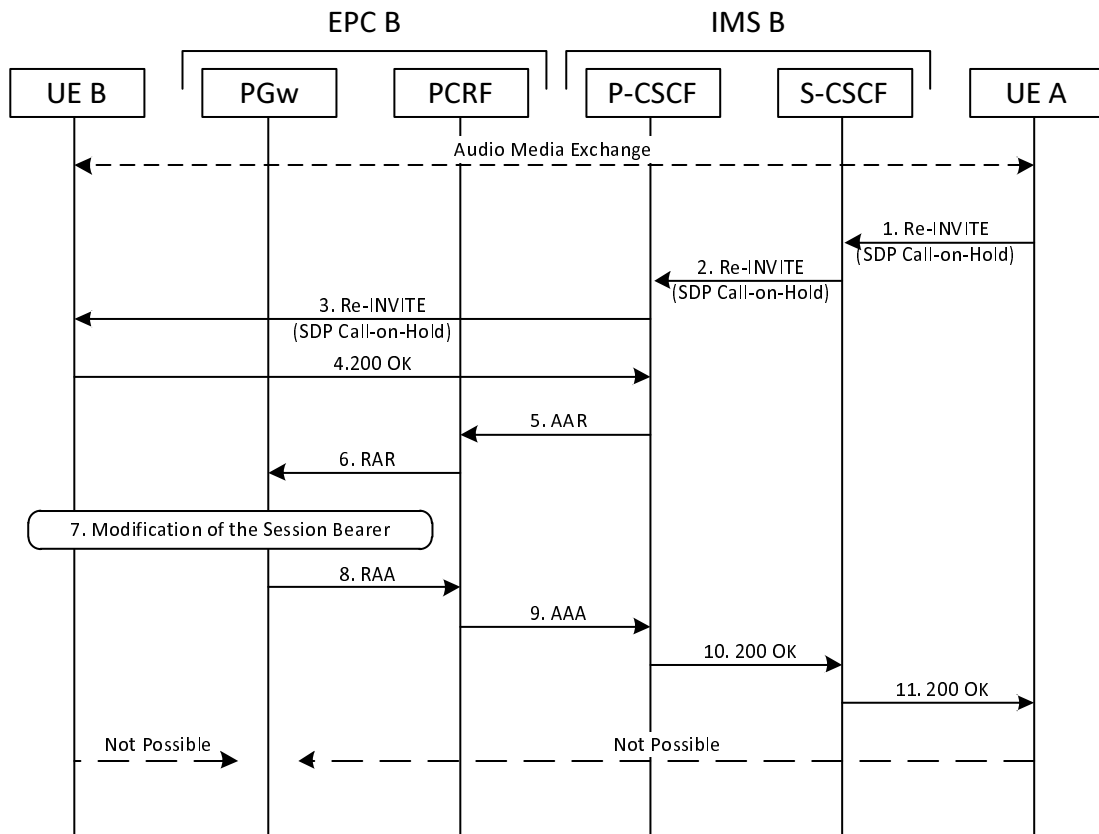 EPC B
IMS B
UE B
PGw
PCRF
P-CSCF
S-CSCF
UE A
Audio Media Exchange
1. Re-INVITE
(SDP Call-on-Hold)
2. Re-INVITE
(SDP Call-on-Hold)
3. Re-INVITE
(SDP Call-on-Hold)
4.200 OK
5. AAR
6. RAR
7. Modification of the Session Bearer
8. RAA
9. AAA
10. 200 OK
11. 200 OK
Not Possible
Not Possible